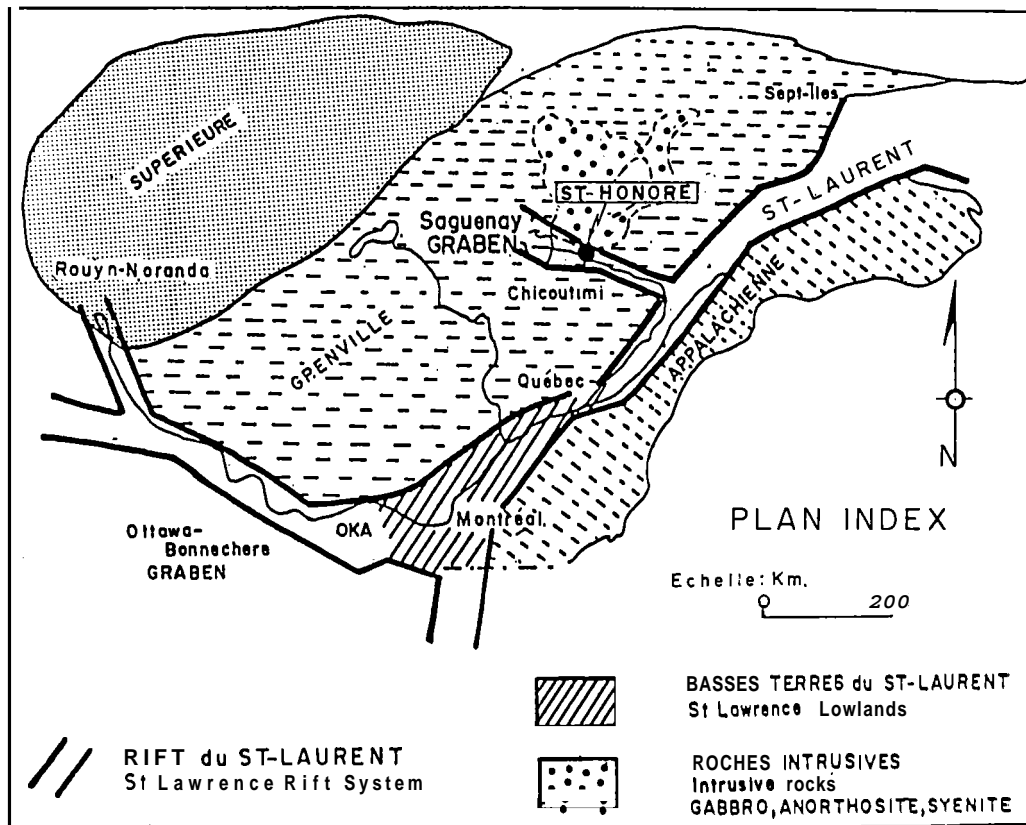 Sept-Iles
SUPERIEURE
ST-LAURENT
ST-HONORÉ
Saguenay
GRABEN
Rouyn-Noranda
Chicoutimi
GRENVILLE
APPALACHIENNE
Québec
N
OKA
Montréal.
PLAN INDEX
Ottawa-
Bonnechere
GRABEN
Echelle: Km.
0 200
BASSES TERRES du ST-LAURENT
St Lawrence Lowlands
RIFT du ST-LAURENT
St Lawrence Rift System
ROCHES INTRUSIVES
Intrusive rocks
GABBRO, ANORTHOSITE, SYENITE